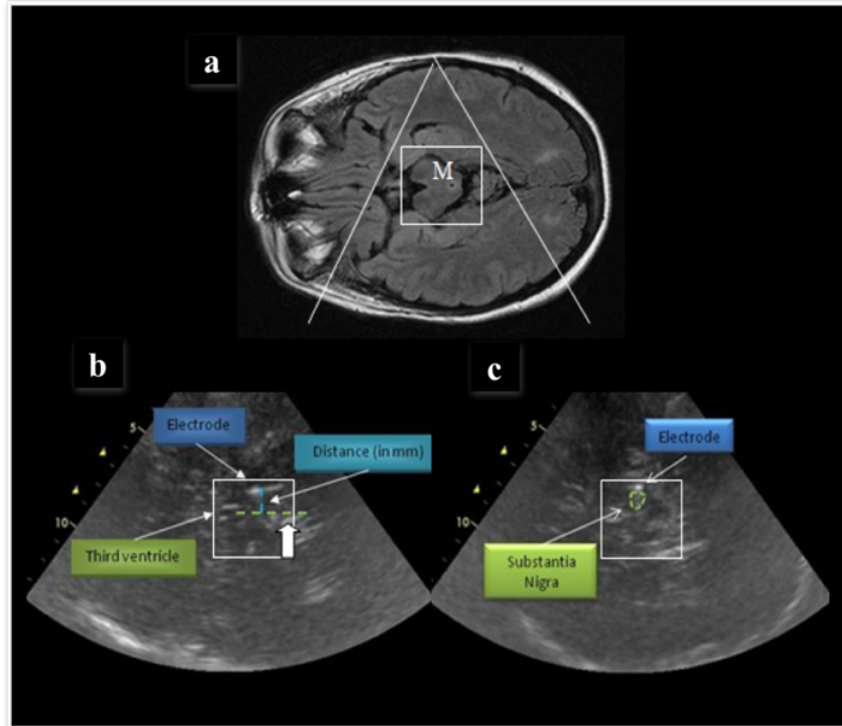 a
M
b
c
5
Electrode
Distance (in mm)
10
Third ventricle
5
Electrode
10
Substantia
Nigra